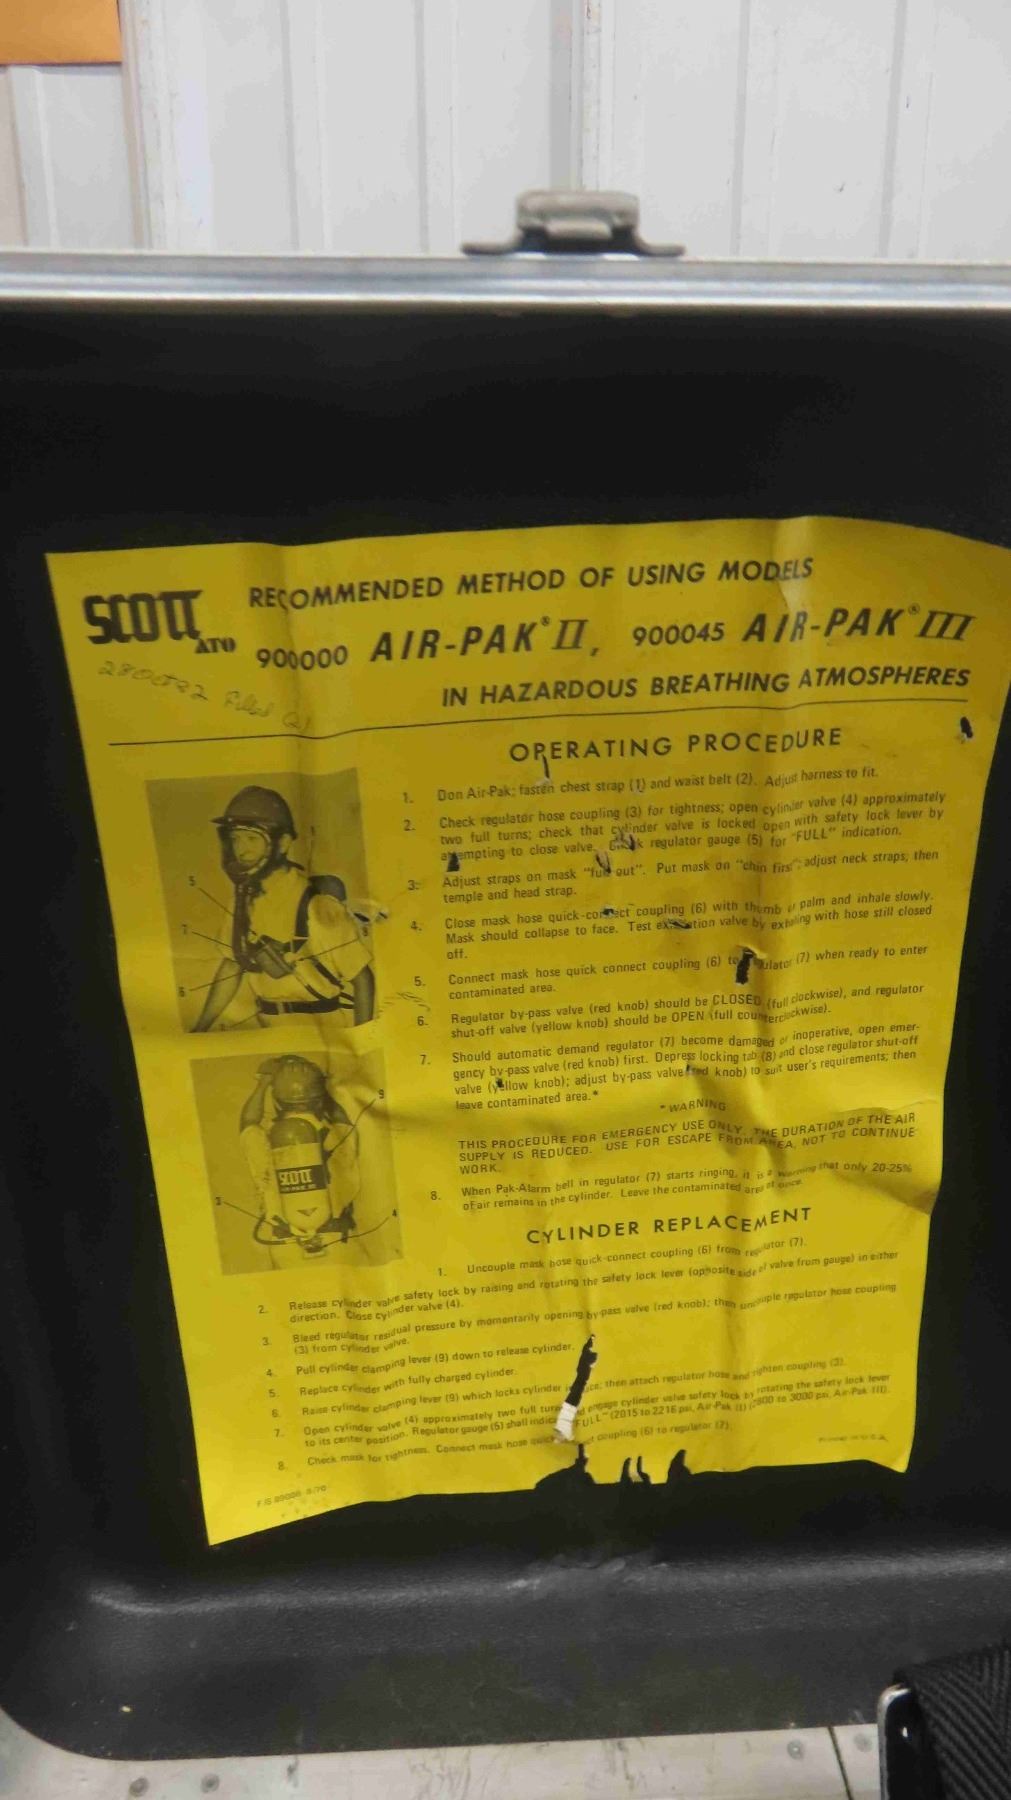 SCOTT
ATO
RECOMMENDED METHOD OF USING MODELS
900000 AIR-PAK® II, 900045 AIR-PAK® III
IN HAZARDOUS BREATHING ATMOSPHERES
OPERATING PROCEDURE
1. Don Air-Pak; fasten chest strap (1) and waist belt (2). Adjust harness to fit.
2. Check regulator hose coupling (3) for tightness; open cylinder valve (4) approximately
two full turns; check that cylinder valve is locked open with safety lock lever by
attempting to close valve. Check regulator gauge (5) for "FULL" indication.
3. Adjust straps on mask "full out". Put mask on "chin first"; adjust neck straps; then
temple and head strap.
4. Close mask hose quick-connect coupling (6) with thumb or palm and inhale slowly.
Mask should collapse to face. Test exhalation valve by exhaling with hose still closed
off.
5. Connect mask hose quick connect coupling (6) to regulator (7) when ready to enter
contaminated area.
6. Regulator by-pass valve (red knob) should be CLOSED (full clockwise), and regulator
shut-off valve (yellow knob) should be OPEN (full counterclockwise).
7. Should automatic demand regulator (7) become damaged or inoperative, open emer-
gency by-pass valve (red knob) first. Depress locking tab (8) and close regulator shut-off
valve (yellow knob); adjust by-pass valve (red knob) to suit user's requirements; then
leave contaminated area.*
*WARNING
THIS PROCEDURE FOR EMERGENCY USE ONLY. THE DURATION OF THE AIR
SUPPLY IS REDUCED. USE FOR ESCAPE FROM AREA, NOT TO CONTINUE
WORK.
8. When Pak-Alarm bell in regulator (7) starts ringing, it is a warning that only 20-25%
of air remains in the cylinder. Leave the contaminated area at once.
5
7
6
1
8
2
9
SCOTT
AIR-PAK
3
4
CYLINDER REPLACEMENT
1. Uncouple mask hose quick-connect coupling (6) from regulator (7).
2. Release cylinder valve safety lock by raising and rotating the safety lock lever (opposite side of valve from gauge) in either
direction. Close cylinder valve (4).
3. Bleed regulator residual pressure by momentarily opening by-pass valve (red knob); then uncouple regulator hose coupling
(3) from cylinder valve.
4. Pull cylinder clamping lever (9) down to release cylinder.
5. Replace cylinder with fully charged cylinder.
6. Raise cylinder clamping lever (9) which locks cylinder in place; then attach regulator hose and tighten coupling (3).
7. Open cylinder valve (4) approximately two full turns and engage cylinder valve safety lock by rotating the safety lock lever
to its center position. Regulator gauge (5) shall indicate "FULL" (2015 to 2216 psi, Air-Pak II) (2800 to 3000 psi, Air-Pak III).
8. Check mask for tightness. Connect mask hose quick coupling (6) to regulator (7).
Printed in U.S.A.